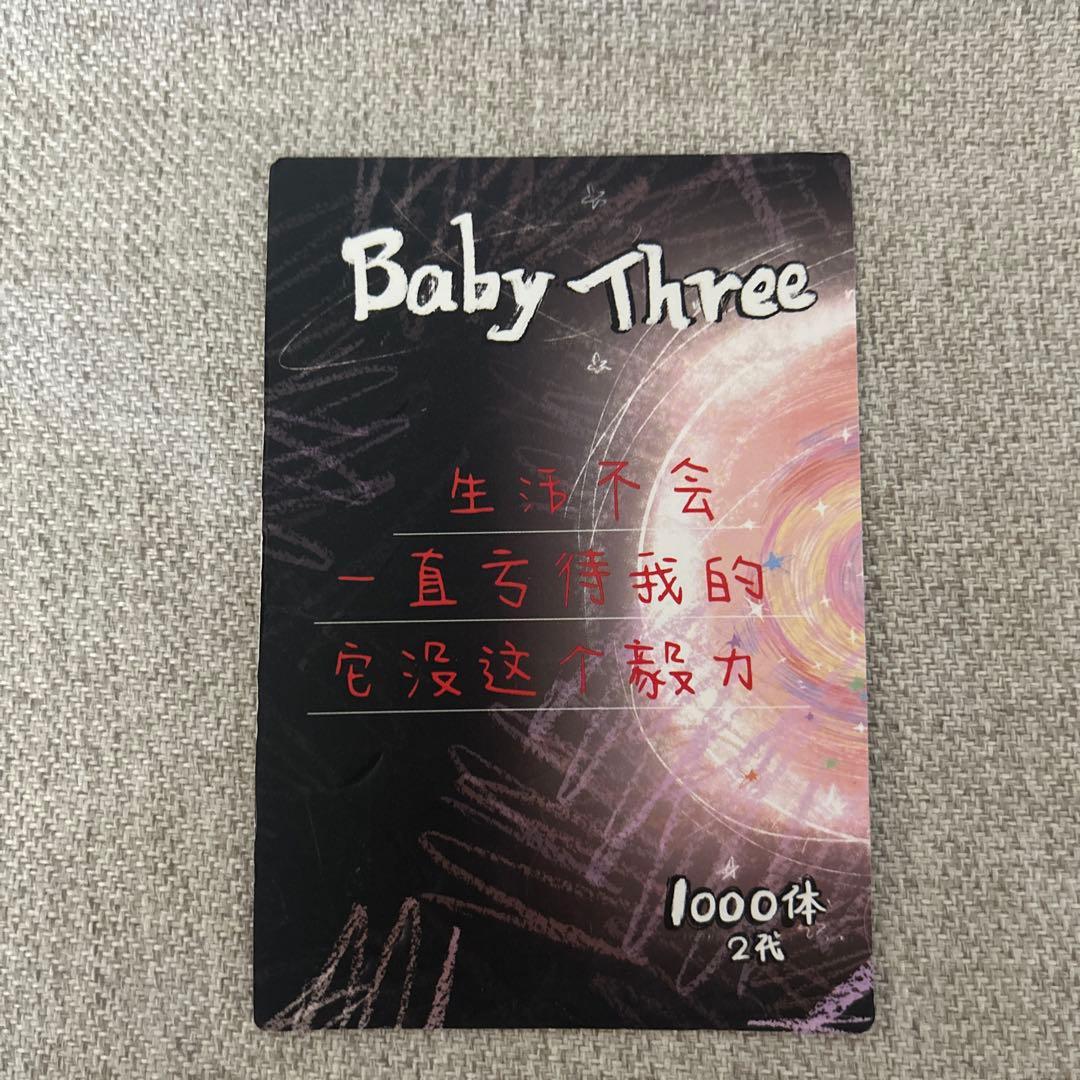 Baby Three
生活不会
一直亏待我的
它没这个毅力
1000体
2代